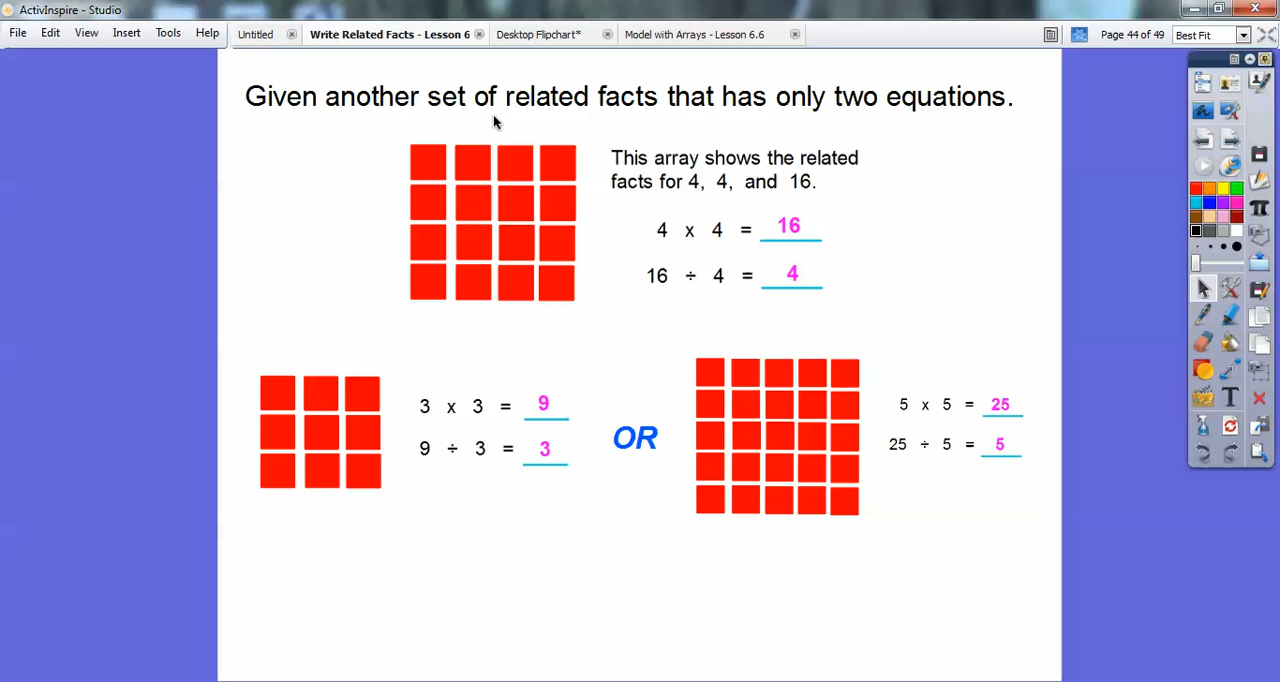 ActivInspire - Studio
File Edit View Insert Tools Help
Untitled
Write Related Facts - Lesson 6
Desktop Flipchart*
Model with Arrays - Lesson 6.6
Page 44 of 49
Best Fit
Given another set of related facts that has only two equations.
This array shows the related
facts for 4, 4, and 16.
4 x 4 = 16
16 ÷ 4 = 4
3 x 3 = 9
9 ÷ 3 = 3
OR
5 x 5 = 25
25 ÷ 5 = 5